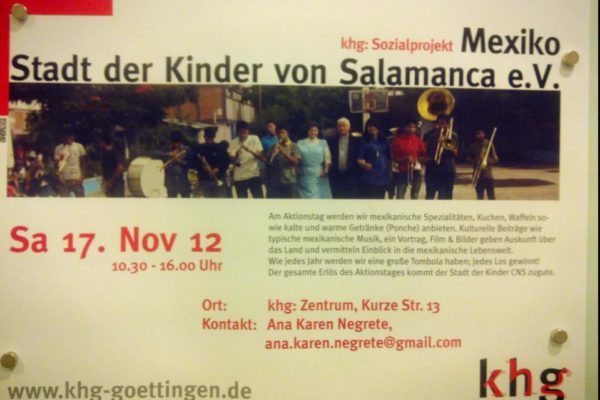 khg: Sozialprojekt Mexiko
Stadt der Kinder von Salamanca e.V.
Sa 17. Nov 12
10.30 - 16.00 Uhr
Am Aktionstag werden wir mexikanische Spezialitäten, Kuchen, Waffeln so-
wie kalte und warme Getränke (Ponche) anbieten. Kulturelle Beiträge wie
typische mexikanische Musik, ein Vortrag, Film & Bilder geben Auskunft über
das Land und vermitteln Einblick in die mexikanische Lebenswelt.
Wie jedes Jahr werden wir eine große Tombola haben; jedes Los gewinnt!
Der gesamte Erlös des Aktionstages kommt der Stadt der Kinder CNS zugute.
Ort: khg: Zentrum, Kurze Str. 13
Kontakt: Ana Karen Negrete,
ana.karen.negrete@gmail.com
www.khg-goettingen.de
khg